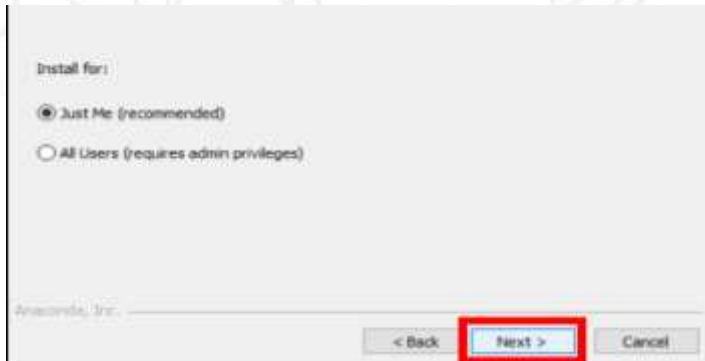 Install for:
Just Me (recommended)
All Users (requires admin privileges)
Anaconda, Inc.
< Back Next > Cancel